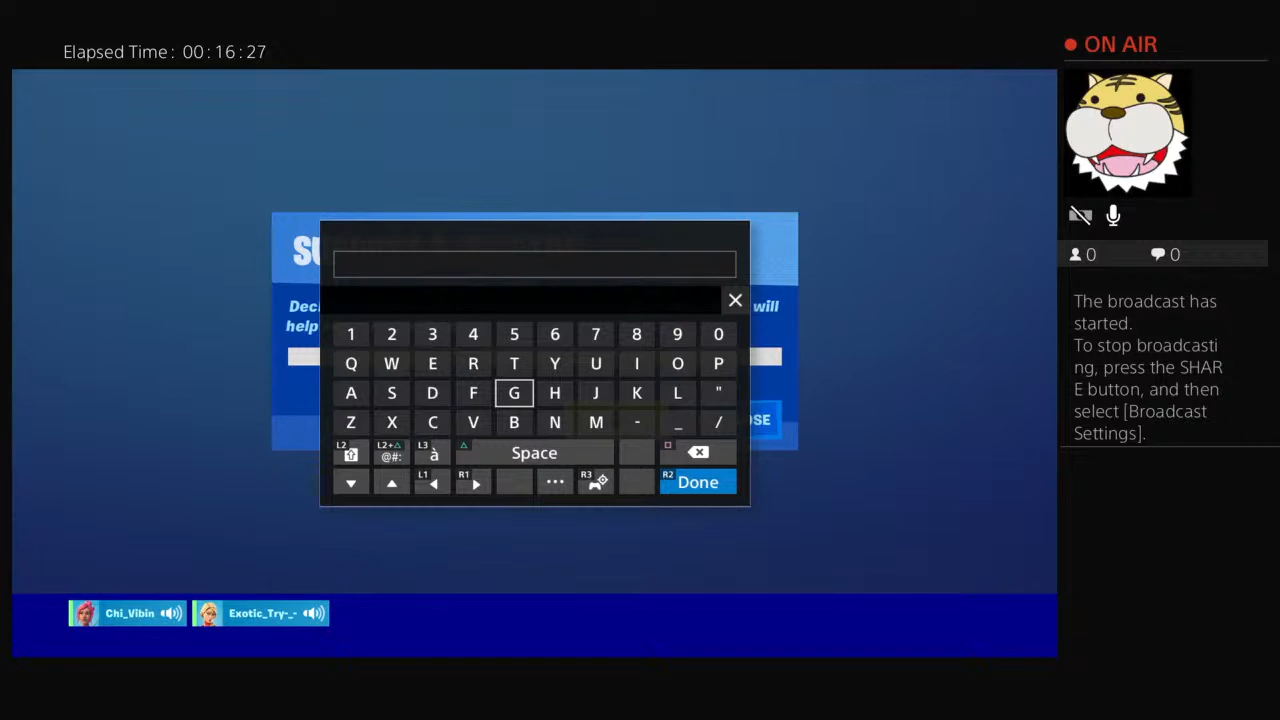 Elapsed Time: 00:16:27
ON AIR
0 0
The broadcast has
started.
To stop broadcasti
ng, press the SHAR
E button, and then
select [Broadcast
Settings].
will
help
1 2 3 4 5 6 7 8 9 0
Q W E R T Y U I O P
A S D F G H J K L "
Z X C V B N M - _ /
L2 L2+△ @#: L3 à △ Space □
L1 R1 ... R3 R2 Done
Chi_Vibin Exotic_Try-_-